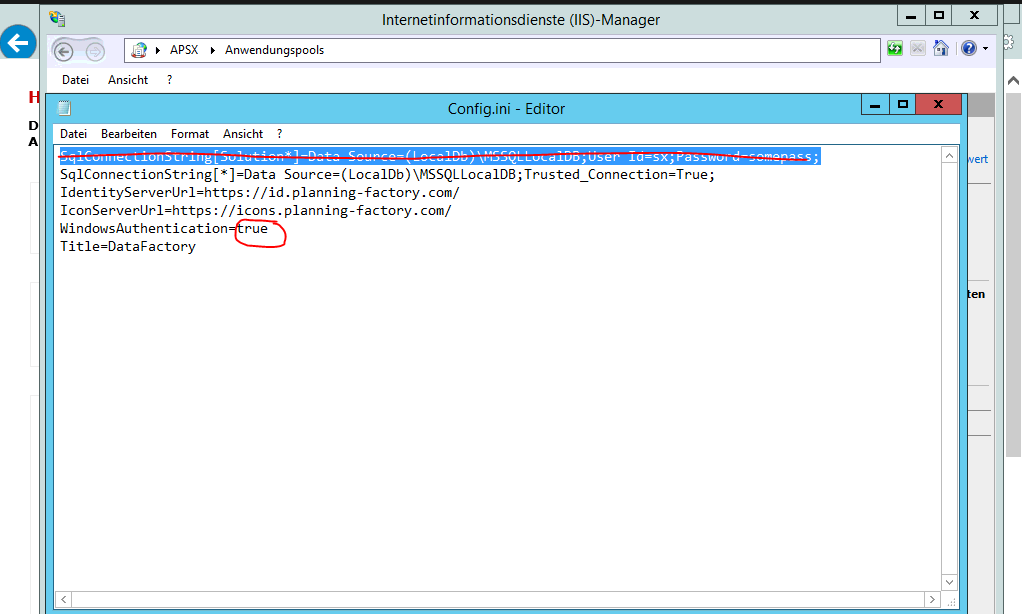 Internetinformationsdienste (IIS)-Manager
APSX Anwendungspools
Datei Ansicht ?
H
Config.ini - Editor
D
A
Datei Bearbeiten Format Ansicht ?
SqlConnectionString[Solution*]=Data Source=(LocalDb)\MSSQLLocalDB;User Id=sx;Password=somepass;
wert
SqlConnectionString[*]=Data Source=(LocalDb)\MSSQLLocalDB;Trusted_Connection=True;
IdentityServerUrl=https://id.planning-factory.com/
IconServerUrl=https://icons.planning-factory.com/
WindowsAuthentication=true
Title=DataFactory
ten